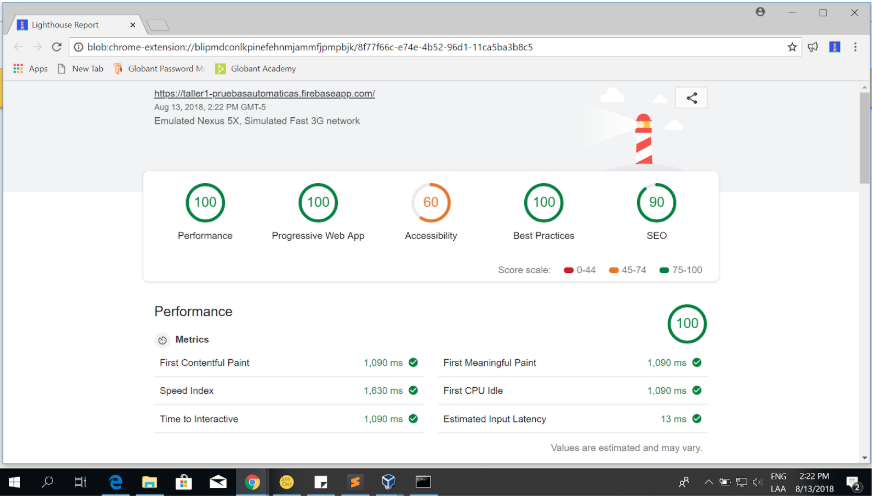 Lighthouse Report
blob:chrome-extension://blipmdconlkpinefehnmjammfjpmpbjk/8f77f66c-e74e-4b52-96d1-11ca5ba3b8c5
Apps New Tab Globant Password M Globant Academy
https://taller1-pruebasautomaticas.firebaseapp.com/
Aug 13, 2018, 2:22 PM GMT-5
Emulated Nexus 5X, Simulated Fast 3G network
100 100 60 100 90
Performance Progressive Web App Accessibility Best Practices SEO
Score scale: 0-44 45-74 75-100
Performance
100
Metrics
First Contentful Paint 1,090 ms First Meaningful Paint 1,090 ms
Speed Index 1,630 ms First CPU Idle 1,090 ms
Time to Interactive 1,090 ms Estimated Input Latency 13 ms
Values are estimated and may vary.
ENG 2:22 PM
LAA 8/13/2018 2